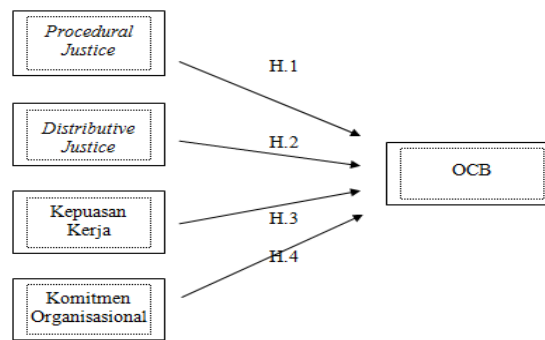 Procedural
Justice
H.1
Distributive
Justice
H.2
OCB
Kepuasan
Kerja
H.3
H.4
Komitmen
Organisasional